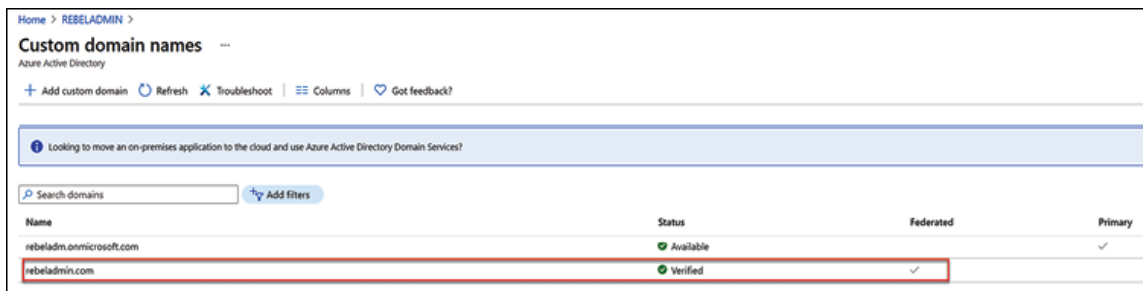 Home > REBELADMIN >
Custom domain names ...
Azure Active Directory
Add custom domain Refresh Troubleshoot Columns Got feedback?
Looking to move an on-premises application to the cloud and use Azure Active Directory Domain Services?
Search domains Add filters
Name Status Federated Primary
rebeladm.onmicrosoft.com Available
rebeladmin.com Verified